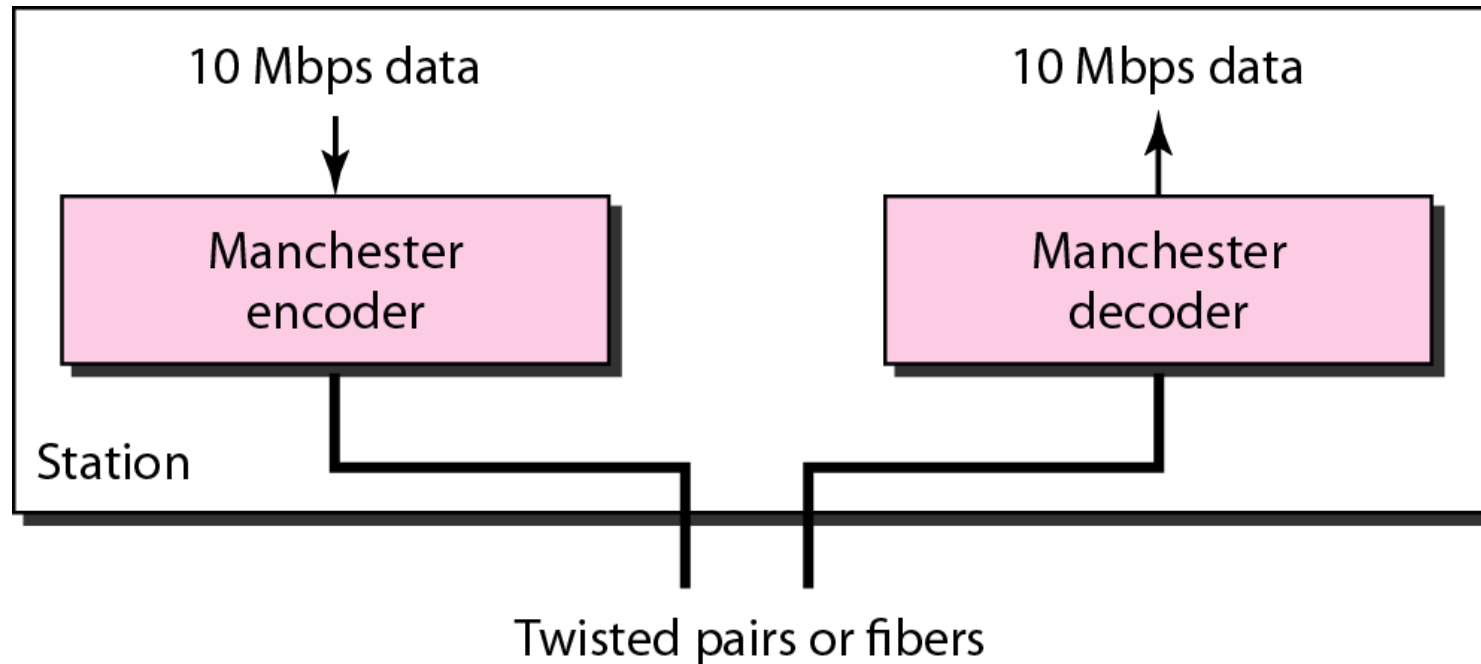 10 Mbps data
10 Mbps data
Manchester
encoder
Manchester
decoder
Station
Twisted pairs or fibers